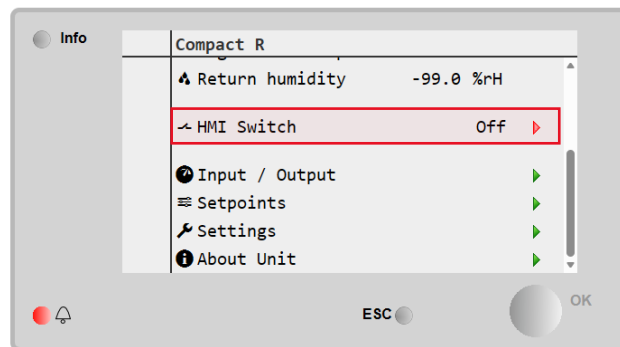 Info
Compact R
Return humidity -99.0 %rH
HMI Switch Off
Input / Output
Setpoints
Settings
About Unit
ESC
OK